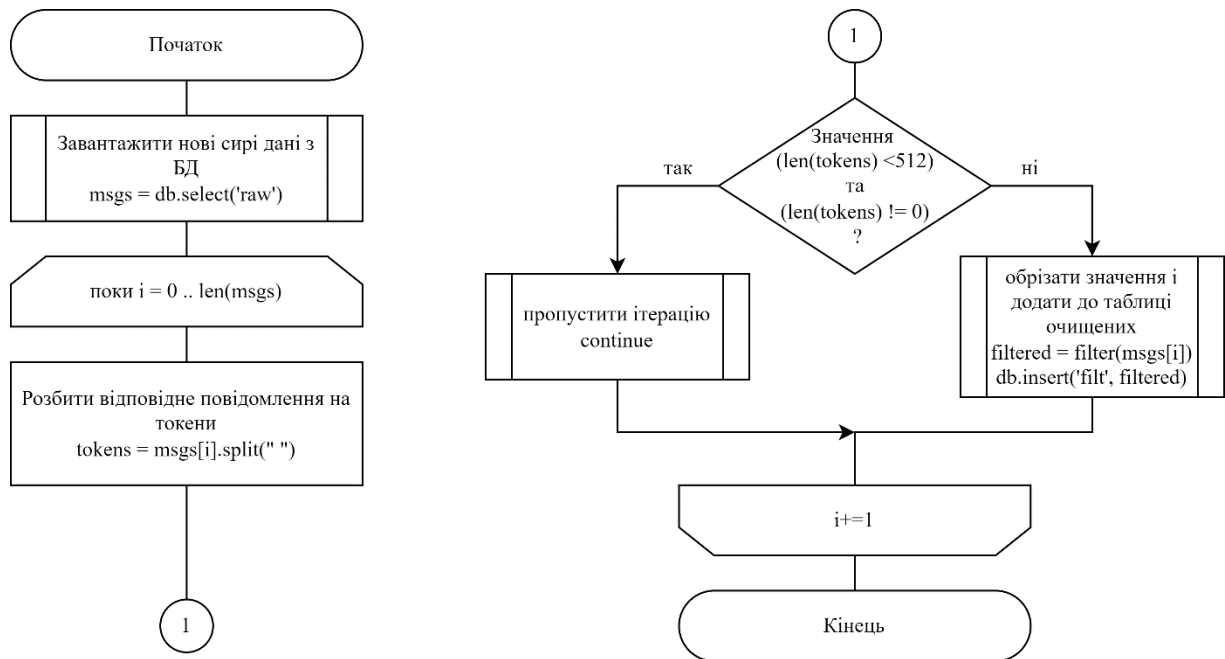 Початок
Завантажити нові сирі дані з
БД
msgs = db.select('raw')
поки i = 0 .. len(msgs)
Розбити відповідне повідомлення на
токени
tokens = msgs[i].split(" ")
1
1
Значення
(len(tokens) <512)
та
(len(tokens) != 0)
?
так
ні
пропустити ітерацію
continue
обрізати значення і
додати до таблиці
очищених
filtered = filter(msgs[i])
db.insert('filt', filtered)
i+=1
Кінець